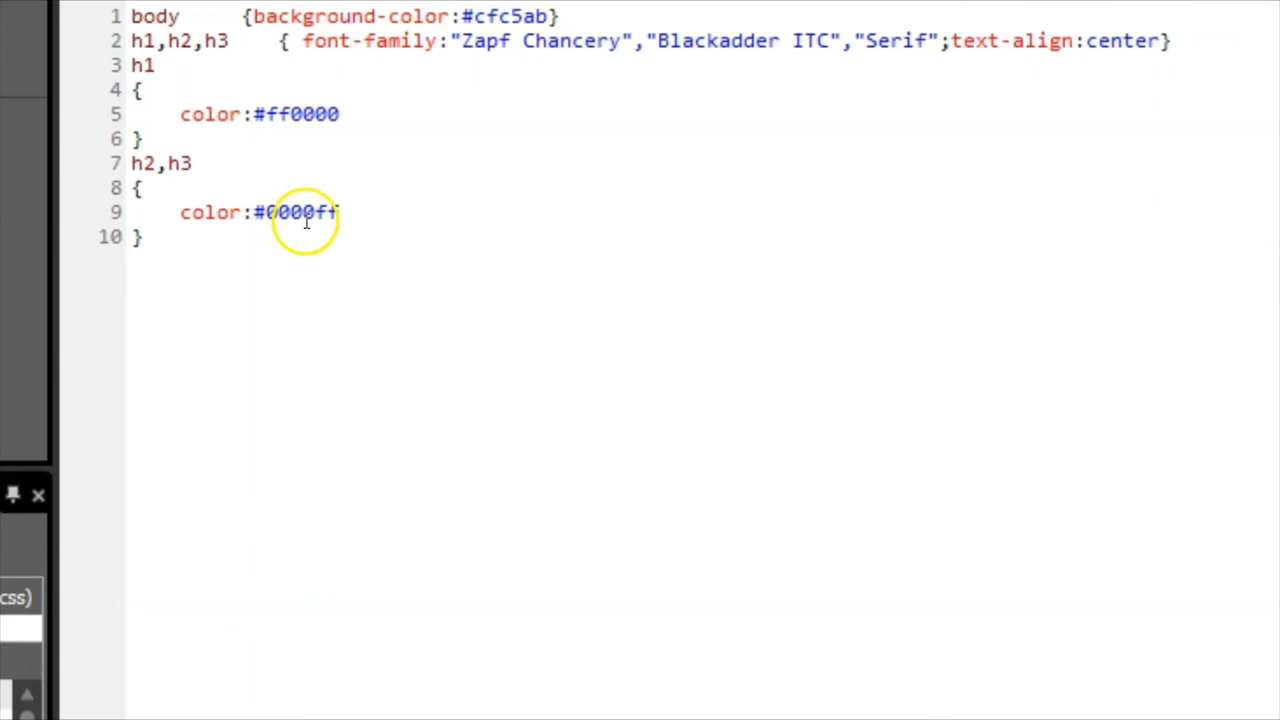 1 body {background-color:#cfc5ab}
2 h1,h2,h3 { font-family:"Zapf Chancery","Blackadder ITC","Serif";text-align:center}
3 h1
4 {
5 color:#ff0000
6 }
7 h2,h3
8 {
9 color:#0000ff
10 }
css)